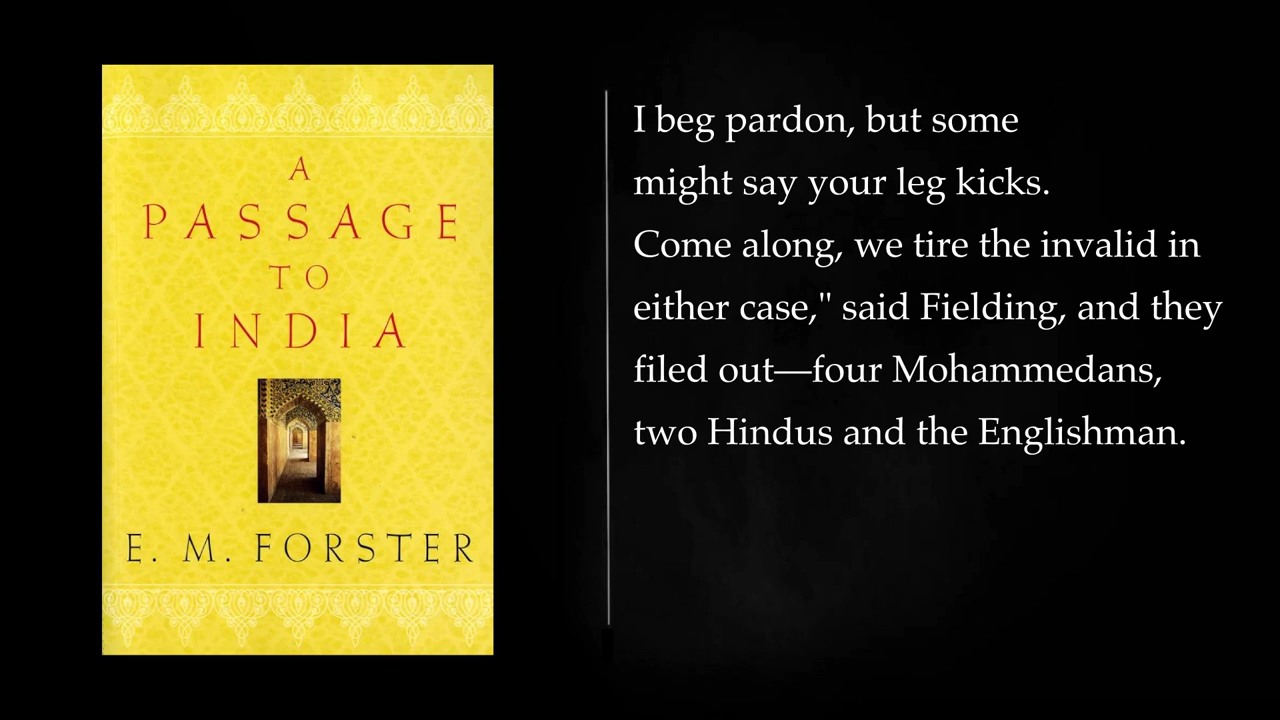 A
PASSAGE
TO
INDIA
E. M. FORSTER
I beg pardon, but some
might say your leg kicks.
Come along, we tire the invalid in
either case," said Fielding, and they
filed out—four Mohammedans,
two Hindus and the Englishman.